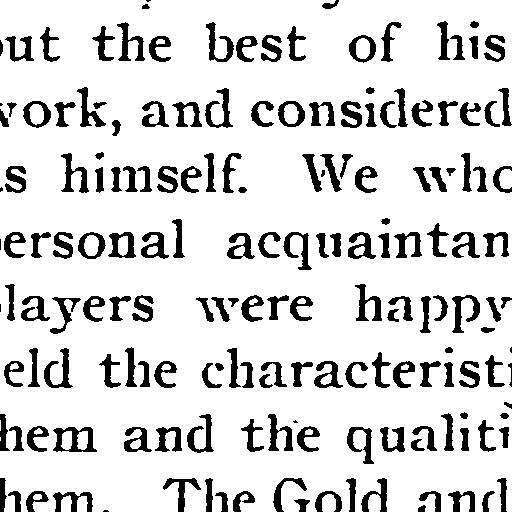 out the best of his
work, and considered
as himself. We who
personal acquaintan
players were happy
eld the characteristi
hem and the qualiti
hem. The Gold and